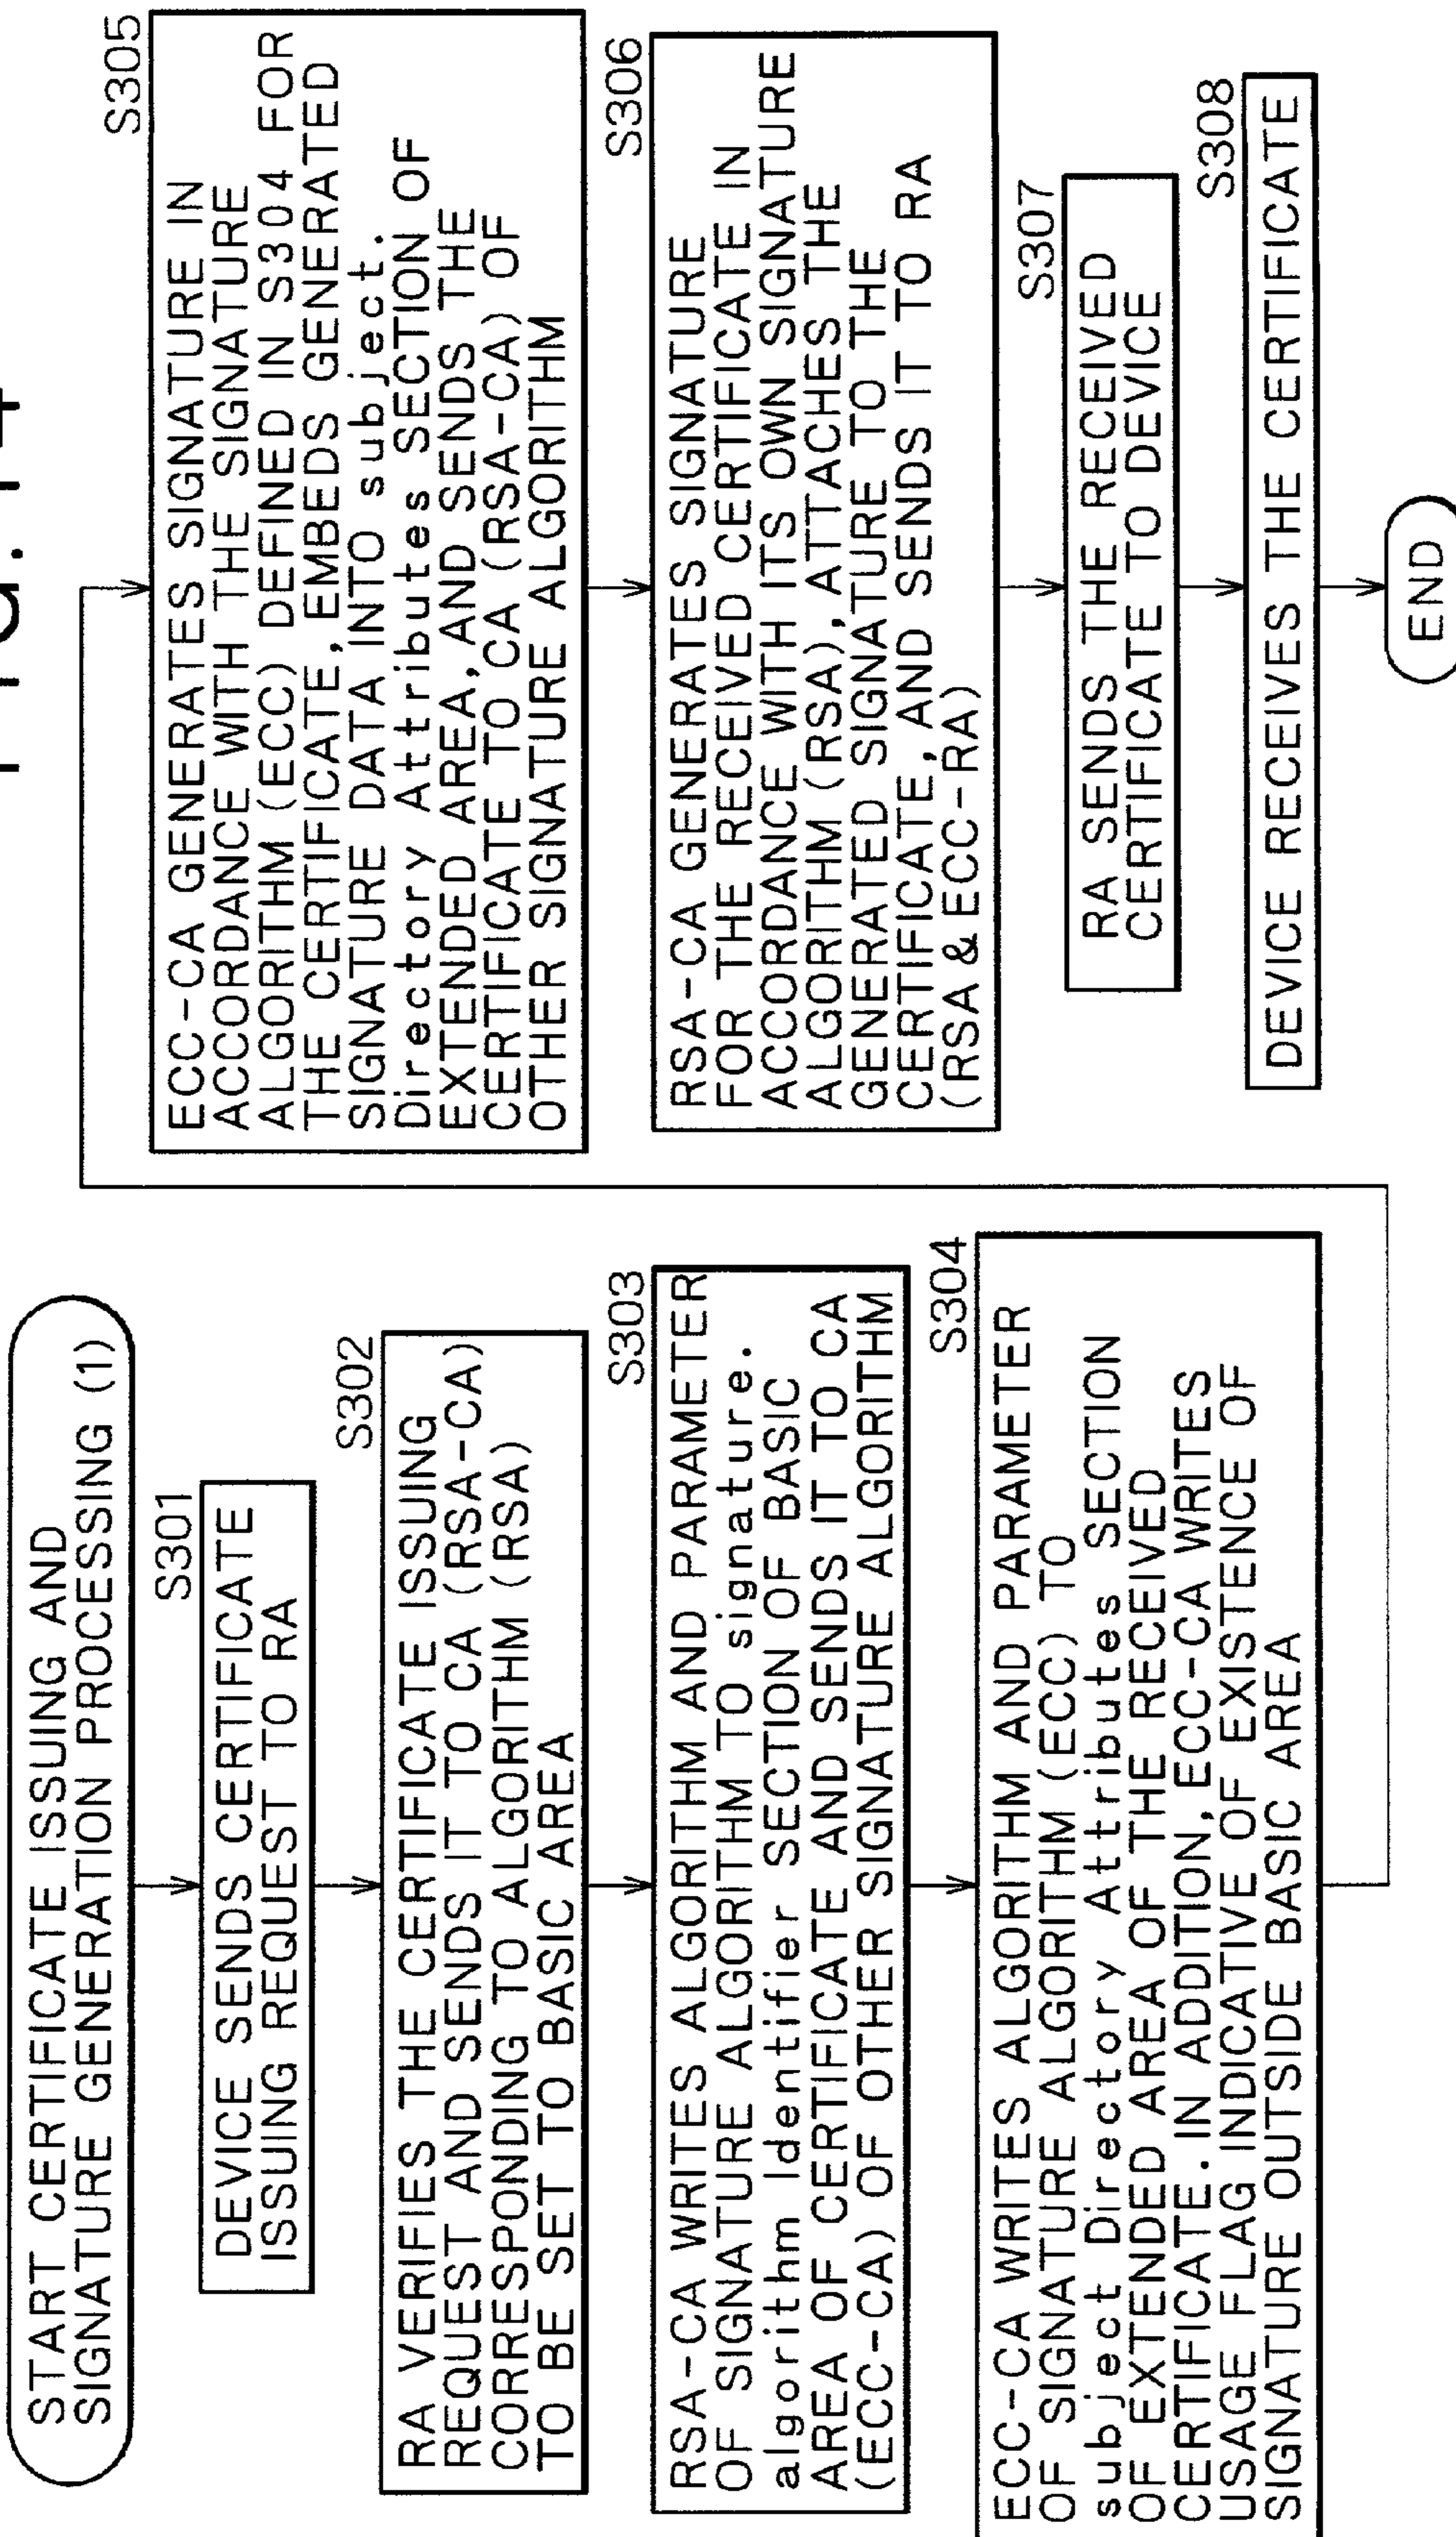 START CERTIFICATE ISSUING AND
SIGNATURE GENERATION PROCESSING (1)
S301
DEVICE SENDS CERTIFICATE
ISSUING REQUEST TO RA
S302
RA VERIFIES THE CERTIFICATE ISSUING
REQUEST AND SENDS IT TO CA (RSA-CA)
CORRESPONDING TO ALGORITHM (RSA)
TO BE SET TO BASIC AREA
S303
RSA-CA WRITES ALGORITHM AND PARAMETER
OF SIGNATURE ALGORITHM TO signature.
algorithm Identifier SECTION OF BASIC
AREA OF CERTIFICATE AND SENDS IT TO CA
(ECC-CA) OF OTHER SIGNATURE ALGORITHM
S304
ECC-CA WRITES ALGORITHM AND PARAMETER
OF SIGNATURE ALGORITHM (ECC) TO
subject Directory Attributes SECTION
OF EXTENDED AREA OF THE RECEIVED
CERTIFICATE. IN ADDITION, ECC-CA WRITES
USAGE FLAG INDICATIVE OF EXISTENCE OF
SIGNATURE OUTSIDE BASIC AREA
S305
ECC-CA GENERATES SIGNATURE IN
ACCORDANCE WITH THE SIGNATURE
ALGORITHM (ECC) DEFINED IN S304 FOR
THE CERTIFICATE, EMBEDS GENERATED
SIGNATURE DATA INTO subject.
Directory Attributes SECTION OF
EXTENDED AREA, AND SENDS THE
CERTIFICATE TO CA (RSA-CA) OF
OTHER SIGNATURE ALGORITHM
S306
RSA-CA GENERATES SIGNATURE
FOR THE RECEIVED CERTIFICATE IN
ACCORDANCE WITH ITS OWN SIGNATURE
ALGORITHM (RSA), ATTACHES THE
GENERATED SIGNATURE TO THE
CERTIFICATE, AND SENDS IT TO RA
(RSA & ECC-RA)
S307
RA SENDS THE RECEIVED
CERTIFICATE TO DEVICE
S308
DEVICE RECEIVES THE CERTIFICATE
END